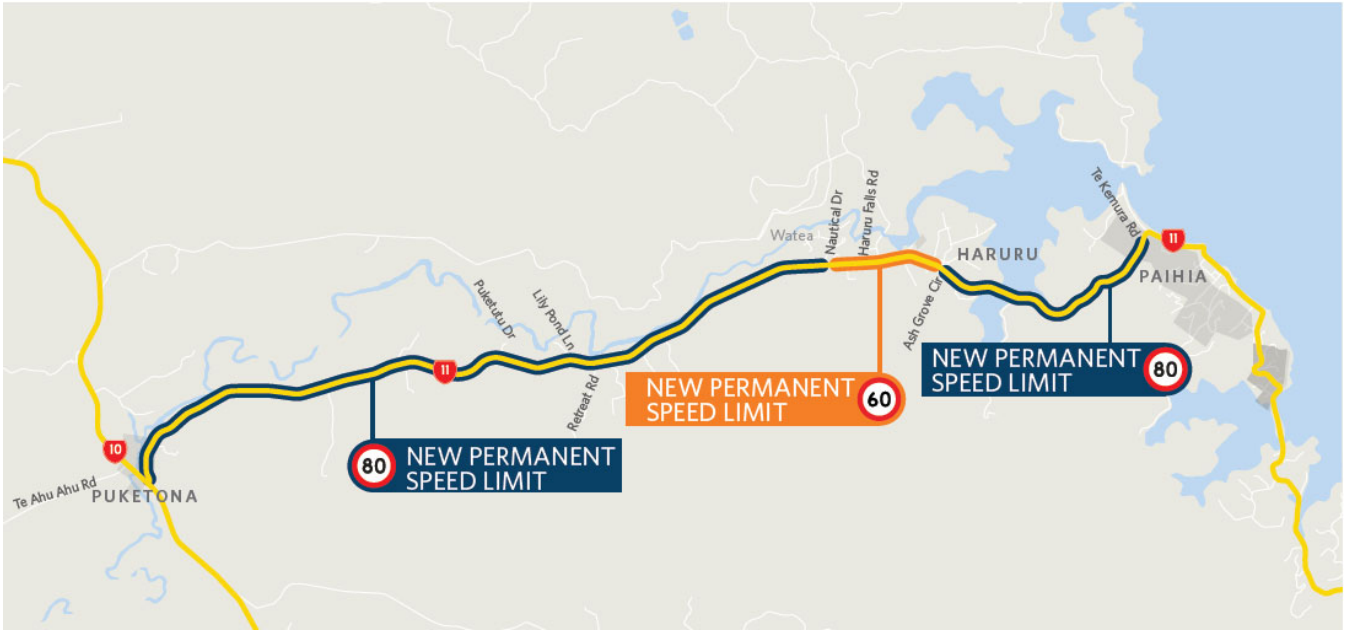 Te Kemura Rd
11
Nautical Dr
Haruru Falls Rd
Watea
HARURU
PAIHIA
Puketutu Dr
Lily Pond Ln
Ash Grove Cir
11
Retreat Rd
NEW PERMANENT
SPEED LIMIT
80
NEW PERMANENT
SPEED LIMIT
60
10
80
NEW PERMANENT
SPEED LIMIT
Te Ahu Ahu Rd
PUKETONA